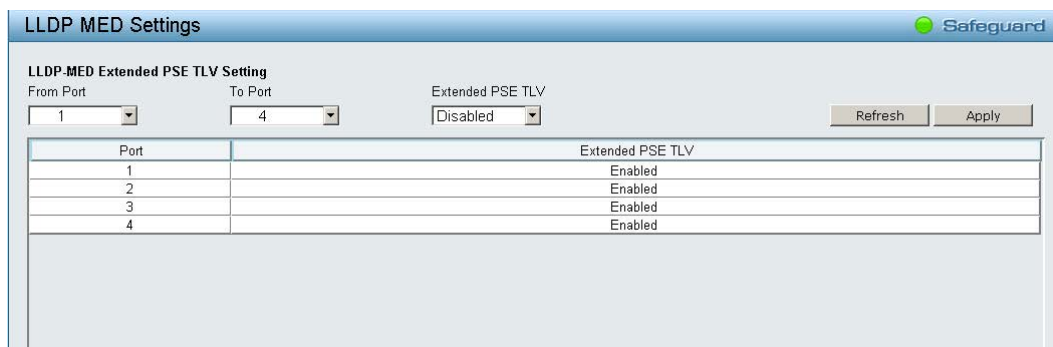 LLDP MED Settings
Safeguard
LLDP-MED Extended PSE TLV Setting
From Port To Port Extended PSE TLV
1 4 Disabled Refresh Apply
Port Extended PSE TLV
1 Enabled
2 Enabled
3 Enabled
4 Enabled